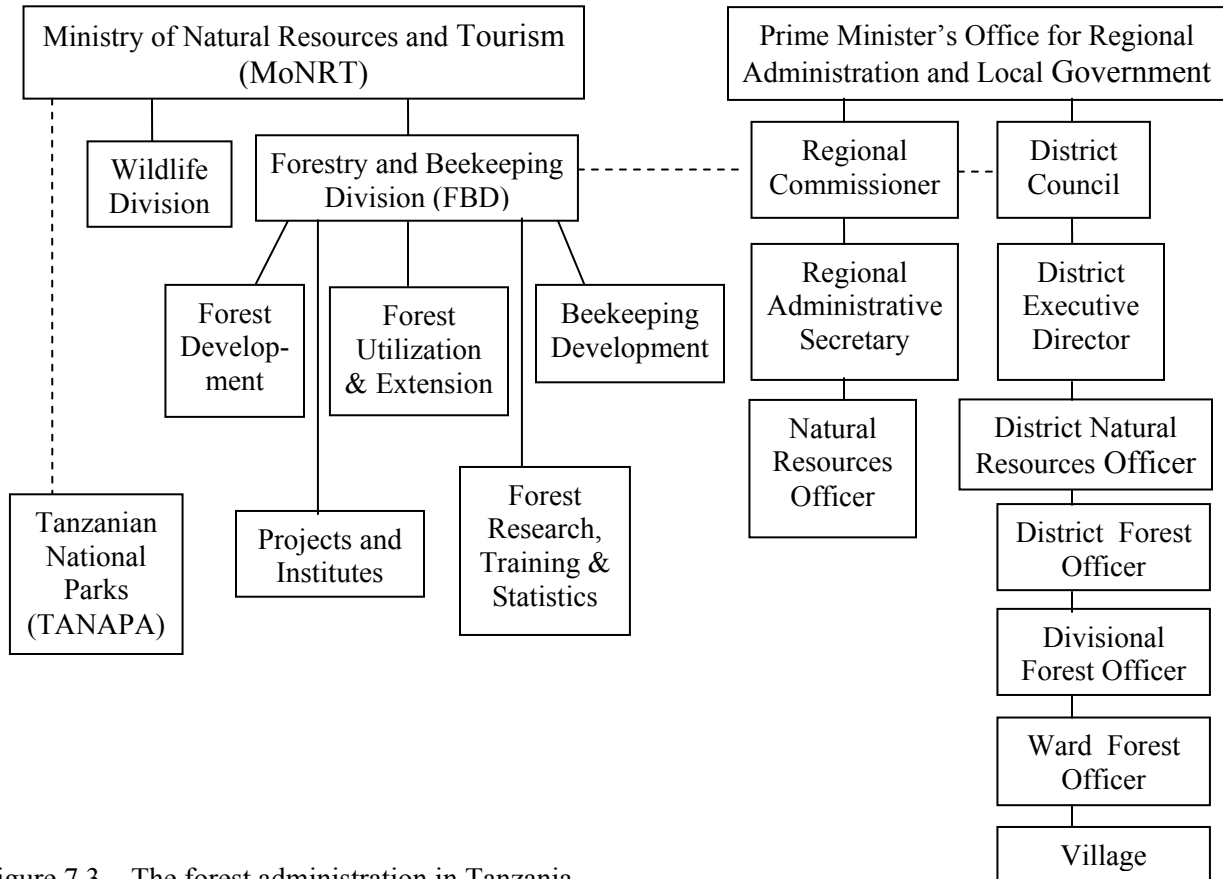 Ministry of Natural Resources and Tourism
(MoNRT)
Prime Minister’s Office for Regional
Administration and Local Government
Wildlife
Division
Forestry and Beekeeping
Division (FBD)
Regional
Commissioner
District
Council
Forest
Develop-
ment
Forest
Utilization
& Extension
Beekeeping
Development
Regional
Administrative
Secretary
District
Executive
Director
Natural
Resources
Officer
District Natural
Resources Officer
Tanzanian
National
Parks
(TANAPA)
Projects and
Institutes
Forest
Research,
Training &
Statistics
District Forest
Officer
Divisional
Forest Officer
Ward Forest
Officer
Village
igure 7.3 The forest administration in Tanzania